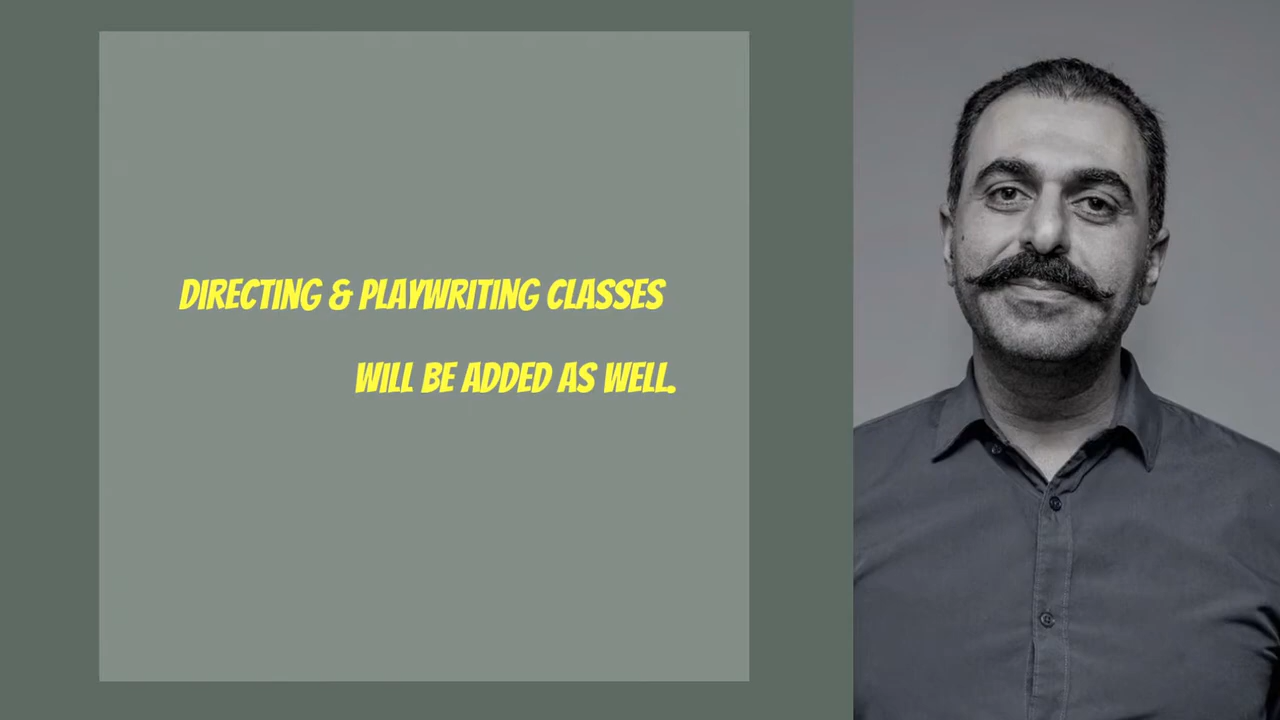 DIRECTING & PLAYWRITING CLASSES
WILL BE ADDED AS WELL.